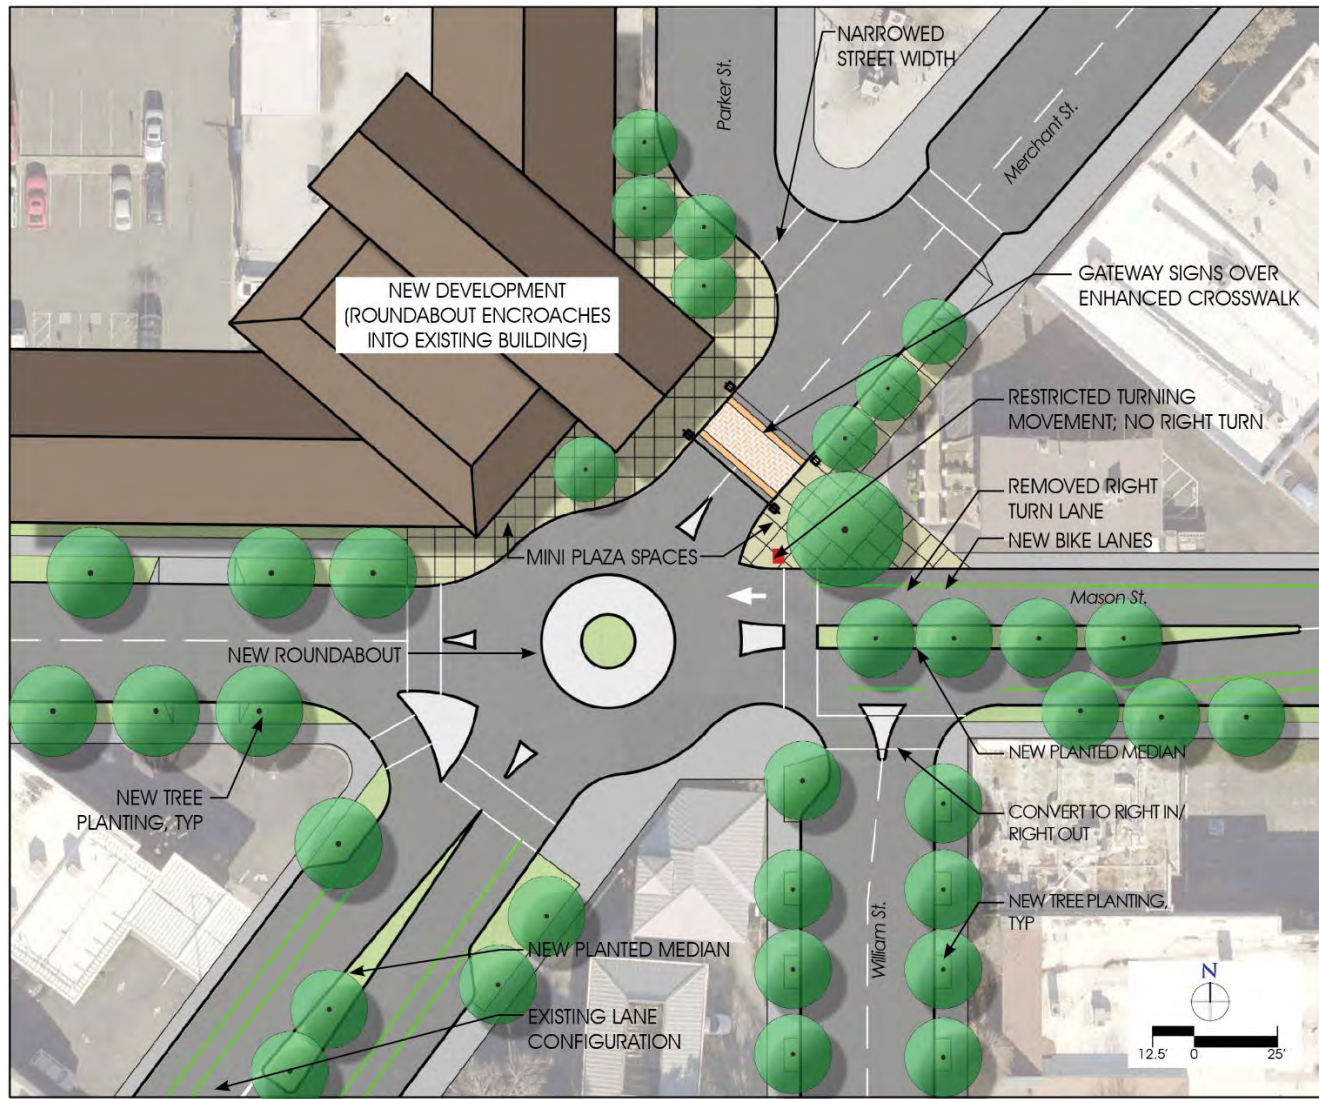 NARROWED
STREET WIDTH
Parker St.
Merchant St.
GATEWAY SIGNS OVER
ENHANCED CROSSWALK
NEW DEVELOPMENT
(ROUNDABOUT ENCROACHES
INTO EXISTING BUILDING)
RESTRICTED TURNING
MOVEMENT; NO RIGHT TURN
REMOVED RIGHT
TURN LANE
NEW BIKE LANES
MINI PLAZA SPACES
Mason St.
NEW ROUNDABOUT
NEW PLANTED MEDIAN
NEW TREE
PLANTING, TYP
CONVERT TO RIGHT IN/
RIGHT OUT
NEW TREE PLANTING,
TYP
William St.
NEW PLANTED MEDIAN
EXISTING LANE
CONFIGURATION
N
12.5' 0 25'